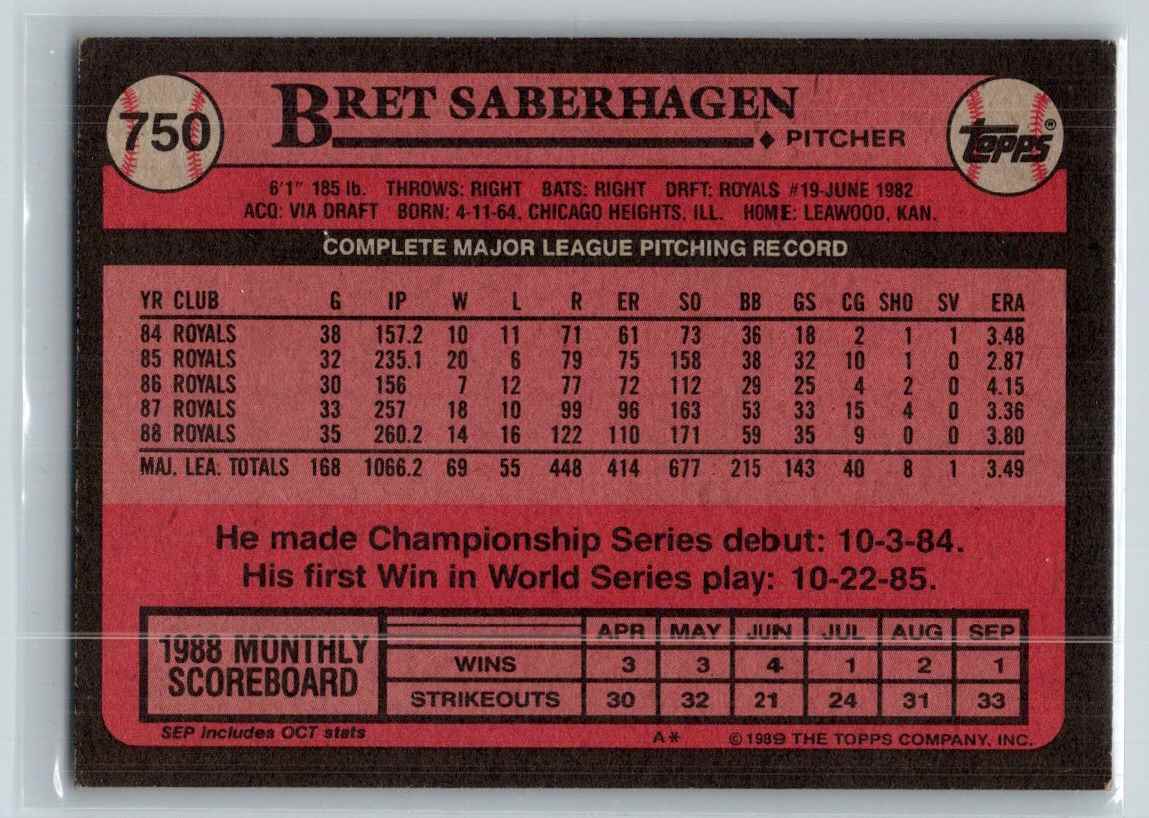 750
BRET SABERHAGEN
♦ PITCHER
TOPPS®
6'1" 185 lb. THROWS: RIGHT BATS: RIGHT DRFT: ROYALS #19-JUNE 1982
ACQ: VIA DRAFT BORN: 4-11-64, CHICAGO HEIGHTS, ILL. HOME: LEAWOOD, KAN.
COMPLETE MAJOR LEAGUE PITCHING RECORD
YR CLUB G IP W L R ER SO BB GS CG SHO SV ERA
84 ROYALS 38 157.2 10 11 71 61 73 36 18 2 1 1 3.48
85 ROYALS 32 235.1 20 6 79 75 158 38 32 10 1 0 2.87
86 ROYALS 30 156 7 12 77 72 112 29 25 4 2 0 4.15
87 ROYALS 33 257 18 10 99 96 163 53 33 15 4 0 3.36
88 ROYALS 35 260.2 14 16 122 110 171 59 35 9 0 0 3.80
MAJ. LEA. TOTALS 168 1066.2 69 55 448 414 677 215 143 40 8 1 3.49
He made Championship Series debut: 10-3-84.
His first Win in World Series play: 10-22-85.
1988 MONTHLY
SCOREBOARD
APR MAY JUN JUL AUG SEP
WINS 3 3 4 1 2 1
STRIKEOUTS 30 32 21 24 31 33
SEP includes OCT stats
A* ©1989 THE TOPPS COMPANY, INC.